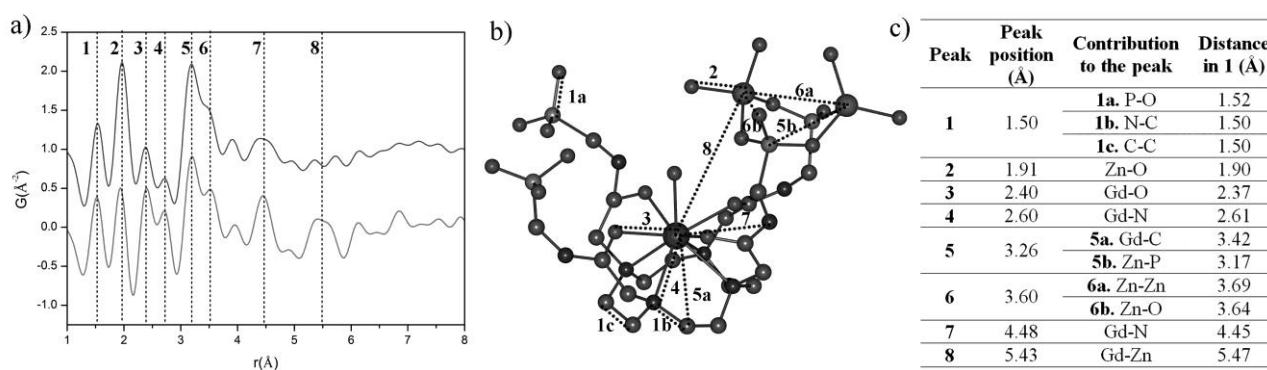 a)
1 2 3 4 5 6 7 8
2.5
2.0
1.5
1.0
0.5
0.0
-0.5
-1.0
G(Å⁻²)
1 2 3 4 5 6 7 8
r(Å)
b)
1a
2
6a
6b
5b
8
3
7
4
5a
1c
1b
c)
Peak Peak position (Å) Contribution to the peak Distance in 1 (Å)
1 1.50 1a. P-O 1.52
1b. N-C 1.50
1c. C-C 1.50
2 1.91 Zn-O 1.90
3 2.40 Gd-O 2.37
4 2.60 Gd-N 2.61
5 3.26 5a. Gd-C 3.42
5b. Zn-P 3.17
6 3.60 6a. Zn-Zn 3.69
6b. Zn-O 3.64
7 4.48 Gd-N 4.45
8 5.43 Gd-Zn 5.47